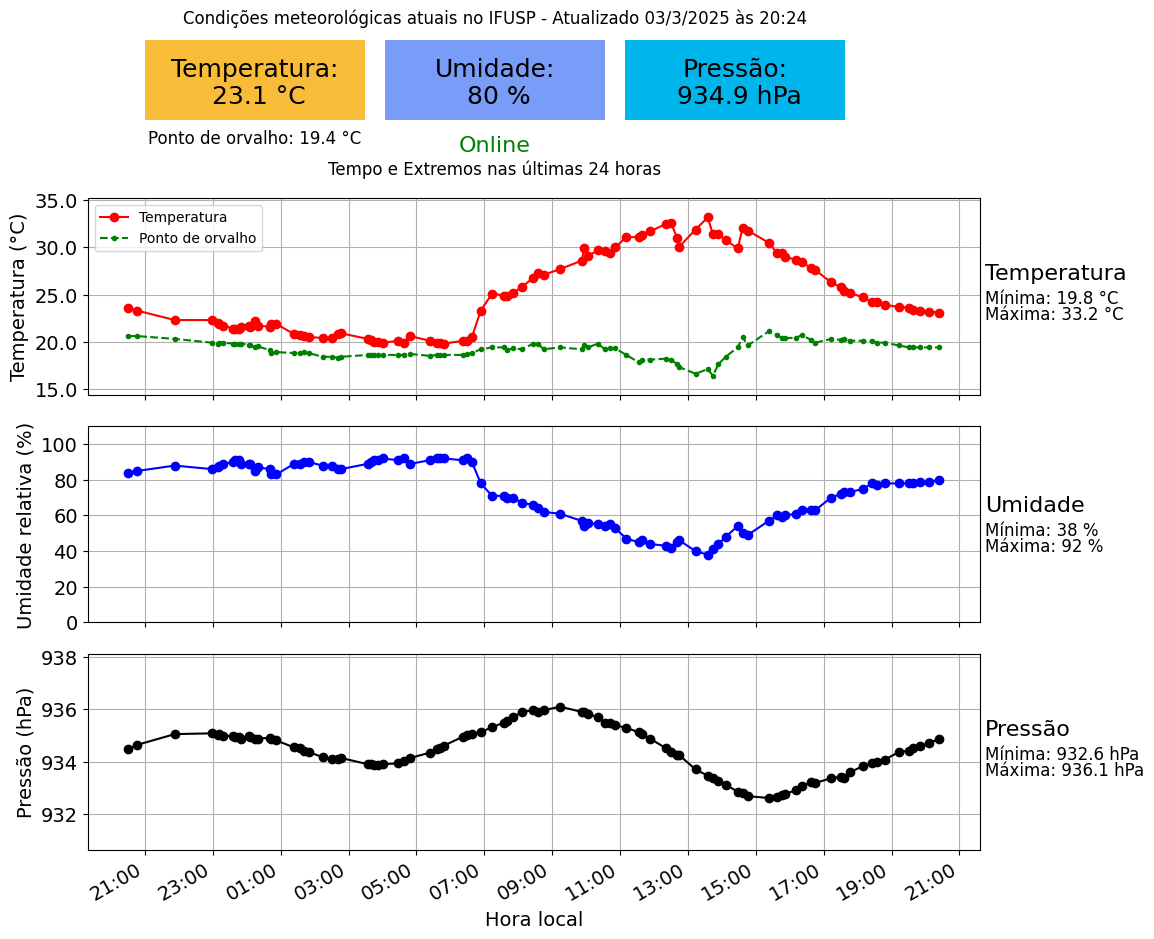 Condições meteorológicas atuais no IFUSP - Atualizado 03/3/2025 às 20:24
Temperatura:
23.1 °C
Umidade:
80 %
Pressão:
934.9 hPa
Ponto de orvalho: 19.4 °C
Online
Tempo e Extremos nas últimas 24 horas
Temperatura (°C)
35.0
30.0
25.0
20.0
15.0
Temperatura
Ponto de orvalho
Temperatura
Mínima: 19.8 °C
Máxima: 33.2 °C
Umidade relativa (%)
100
80
60
40
20
0
Umidade
Mínima: 38 %
Máxima: 92 %
Pressão (hPa)
938
936
934
932
Pressão
Mínima: 932.6 hPa
Máxima: 936.1 hPa
21:00 23:00 01:00 03:00 05:00 07:00 09:00 11:00 13:00 15:00 17:00 19:00 21:00
Hora local